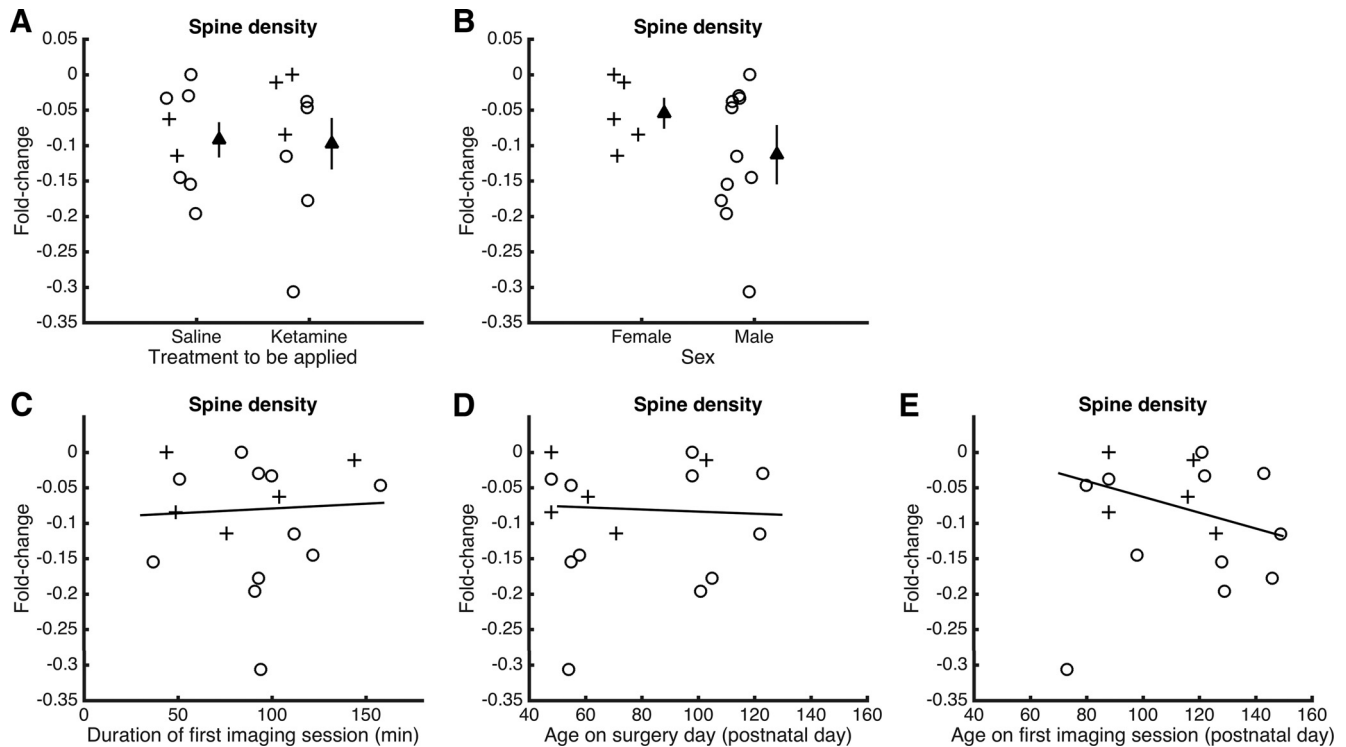 A
Spine density
0.05
0
-0.05
-0.1
-0.15
-0.2
-0.25
-0.3
-0.35
Fold-change
Saline
Ketamine
Treatment to be applied
B
Spine density
0.05
0
-0.05
-0.1
-0.15
-0.2
-0.25
-0.3
-0.35
Fold-change
Female
Male
Sex
C
Spine density
0
-0.05
-0.1
-0.15
-0.2
-0.25
-0.3
-0.35
Fold-change
0
50
100
150
Duration of first imaging session (min)
D
Spine density
0
-0.05
-0.1
-0.15
-0.2
-0.25
-0.3
-0.35
Fold-change
40
60
80
100
120
140
160
Age on surgery day (postnatal day)
E
Spine density
0
-0.05
-0.1
-0.15
-0.2
-0.25
-0.3
-0.35
Fold-change
40
60
80
100
120
140
160
Age on first imaging session (postnatal day)